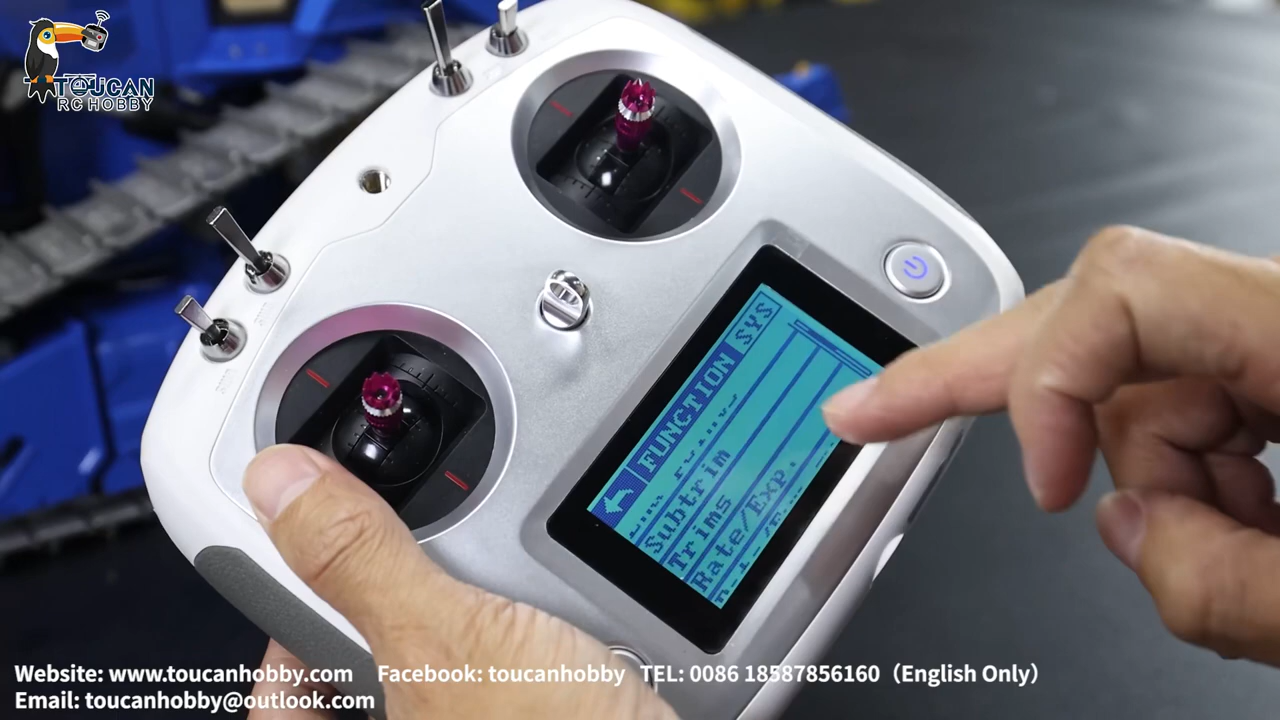 TOUCAN
RC HOBBY
FUNCTION SYS
Subtrim
Trims
Rate/Exp.
Website: www.toucanhobby.com Facebook: toucanhobby TEL: 0086 18587856160（English Only）
Email: toucanhobby@outlook.com